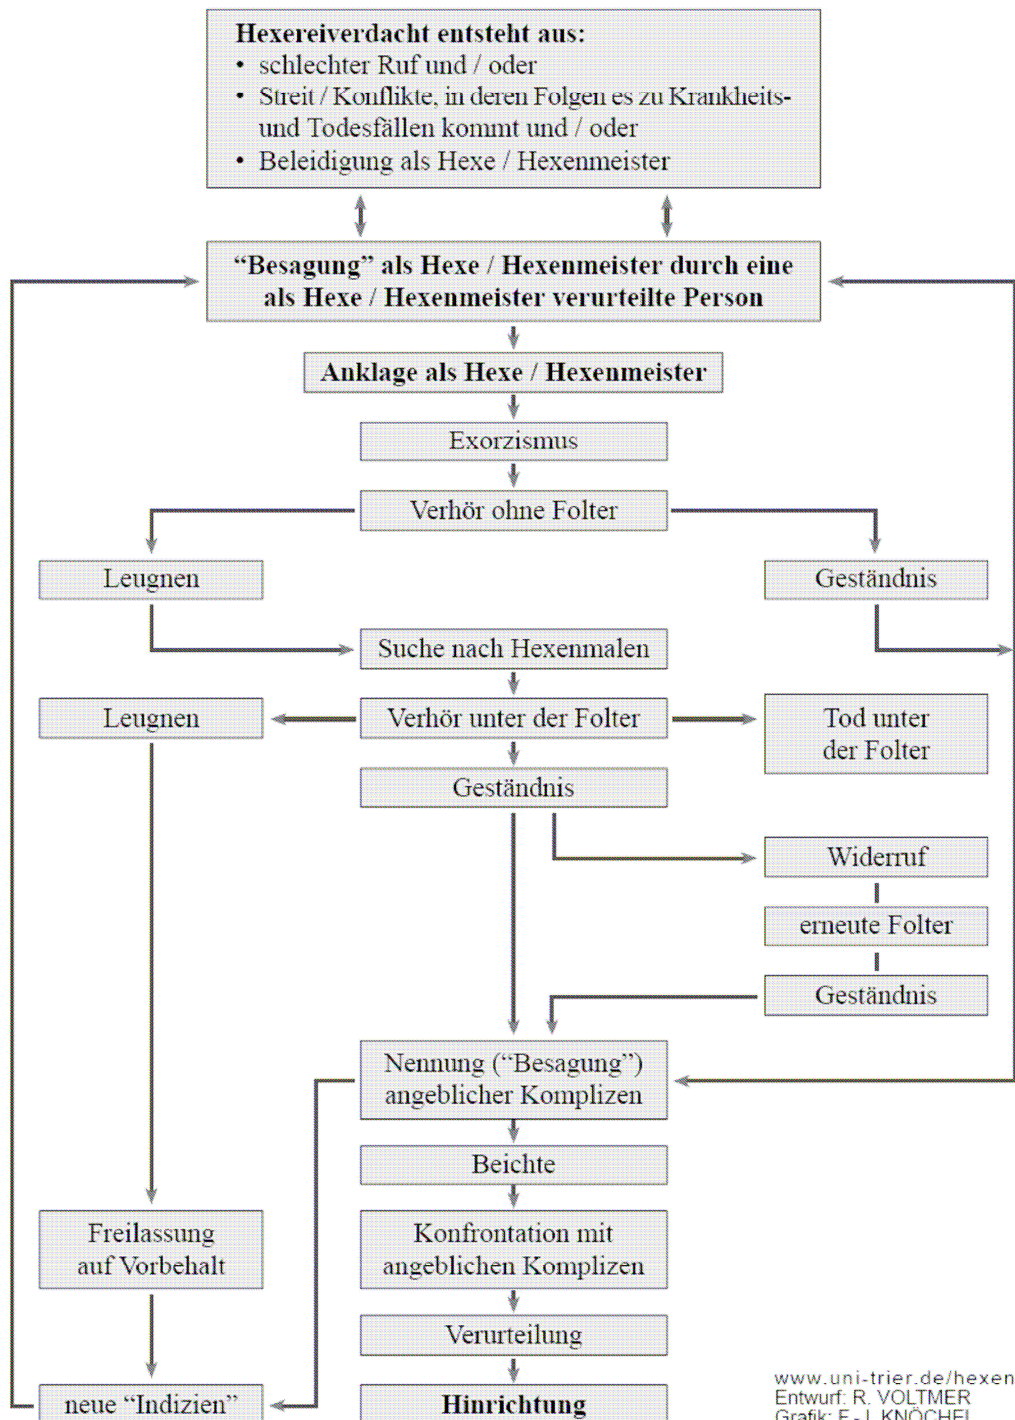 Hexereiverdacht entsteht aus:
• schlechter Ruf und / oder
• Streit / Konflikte, in deren Folgen es zu Krankheits-
und Todesfällen kommt und / oder
• Beleidigung als Hexe / Hexenmeister
“Besagung” als Hexe / Hexenmeister durch eine
als Hexe / Hexenmeister verurteilte Person
Anklage als Hexe / Hexenmeister
Exorzismus
Verhör ohne Folter
Leugnen
Geständnis
Suche nach Hexenmalen
Leugnen
Verhör unter der Folter
Tod unter
der Folter
Geständnis
Widerruf
erneute Folter
Geständnis
Nennung (“Besagung”)
angeblicher Komplizen
Beichte
Freilassung
auf Vorbehalt
Konfrontation mit
angeblichen Komplizen
Verurteilung
neue “Indizien”
Hinrichtung
www.uni-trier.de/hexen
Entwurf: R. VOLTMER
Grafik: F.-J. KNÖCHEL